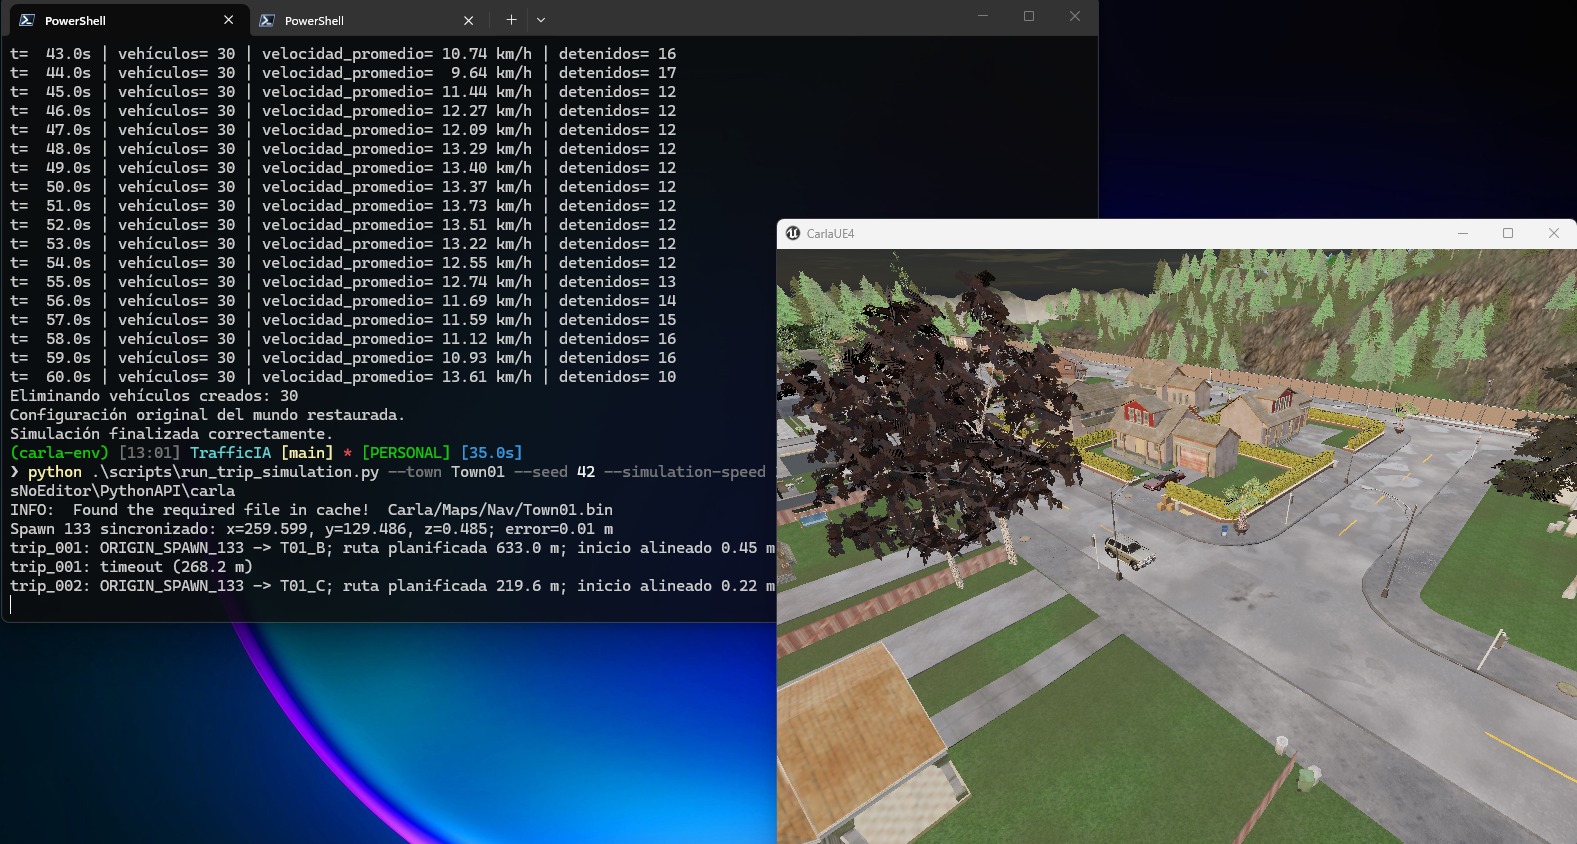 PowerShell
PowerShell
t=  43.0s | vehículos= 30 | velocidad_promedio= 10.74 km/h | detenidos= 16
t=  44.0s | vehículos= 30 | velocidad_promedio=  9.64 km/h | detenidos= 17
t=  45.0s | vehículos= 30 | velocidad_promedio= 11.44 km/h | detenidos= 12
t=  46.0s | vehículos= 30 | velocidad_promedio= 12.27 km/h | detenidos= 12
t=  47.0s | vehículos= 30 | velocidad_promedio= 12.09 km/h | detenidos= 12
t=  48.0s | vehículos= 30 | velocidad_promedio= 13.29 km/h | detenidos= 12
t=  49.0s | vehículos= 30 | velocidad_promedio= 13.40 km/h | detenidos= 12
t=  50.0s | vehículos= 30 | velocidad_promedio= 13.37 km/h | detenidos= 12
t=  51.0s | vehículos= 30 | velocidad_promedio= 13.73 km/h | detenidos= 12
t=  52.0s | vehículos= 30 | velocidad_promedio= 13.51 km/h | detenidos= 12
t=  53.0s | vehículos= 30 | velocidad_promedio= 13.22 km/h | detenidos= 12
t=  54.0s | vehículos= 30 | velocidad_promedio= 12.55 km/h | detenidos= 12
t=  55.0s | vehículos= 30 | velocidad_promedio= 12.74 km/h | detenidos= 13
t=  56.0s | vehículos= 30 | velocidad_promedio= 11.69 km/h | detenidos= 14
t=  57.0s | vehículos= 30 | velocidad_promedio= 11.59 km/h | detenidos= 15
t=  58.0s | vehículos= 30 | velocidad_promedio= 11.12 km/h | detenidos= 16
t=  59.0s | vehículos= 30 | velocidad_promedio= 10.93 km/h | detenidos= 16
t=  60.0s | vehículos= 30 | velocidad_promedio= 13.61 km/h | detenidos= 10
Eliminando vehículos creados: 30
Configuración original del mundo restaurada.
Simulación finalizada correctamente.
(carla-env) [13:01] TrafficIA [main] * [PERSONAL] [35.0s]
❯ python .\scripts\run_trip_simulation.py --town Town01 --seed 42 --simulation-speed
sNoEditor\PythonAPI\carla
INFO:  Found the required file in cache!  Carla/Maps/Nav/Town01.bin
Spawn 133 sincronizado: x=259.599, y=129.486, z=0.485; error=0.01 m
trip_001: ORIGIN_SPAWN_133 -> T01_B; ruta planificada 633.0 m; inicio alineado 0.45 m
trip_001: timeout (268.2 m)
trip_002: ORIGIN_SPAWN_133 -> T01_C; ruta planificada 219.6 m; inicio alineado 0.22 m
CarlaUE4